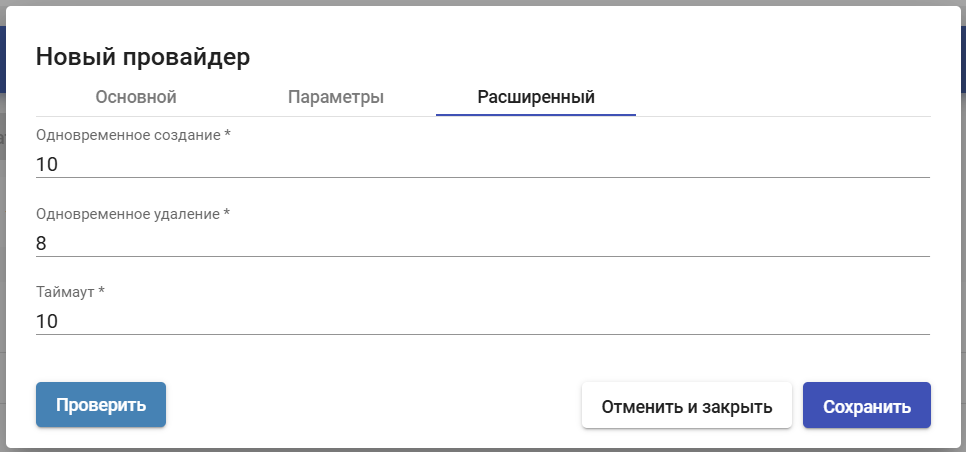 Новый провайдер
Основной Параметры Расширенный
Одновременное создание *
10
Одновременное удаление *
8
Таймаут *
10
Проверить Отменить и закрыть Сохранить